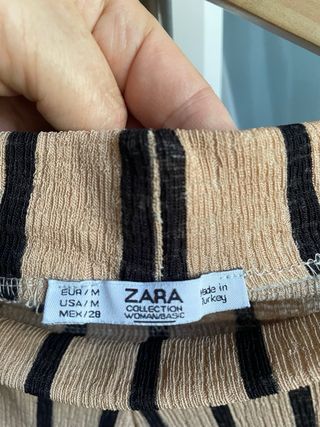 EUR/M
USA/M
MEX/28
ZARA
COLLECTION
WOMAN/BASIC
Made in
Turkey